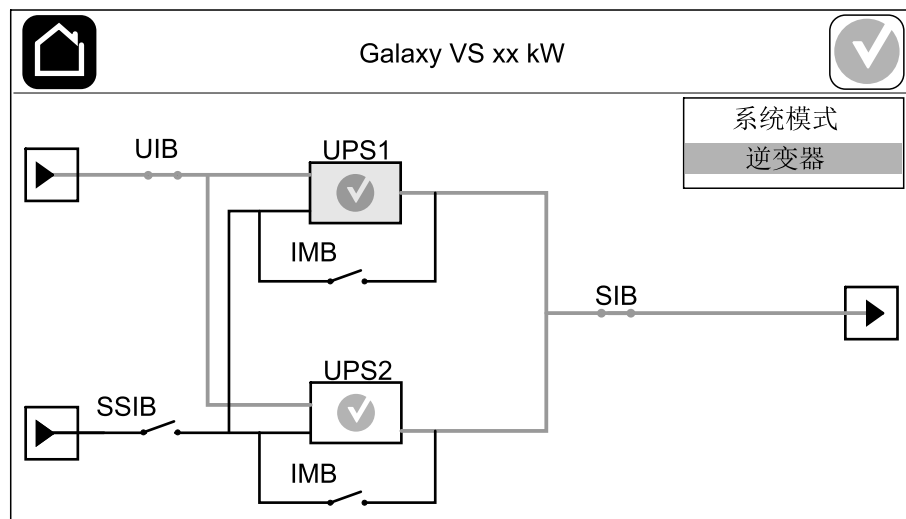 Galaxy VS xx kW
系统模式
逆变器
UIB
UPS1
IMB
SIB
UPS2
SSIB
IMB